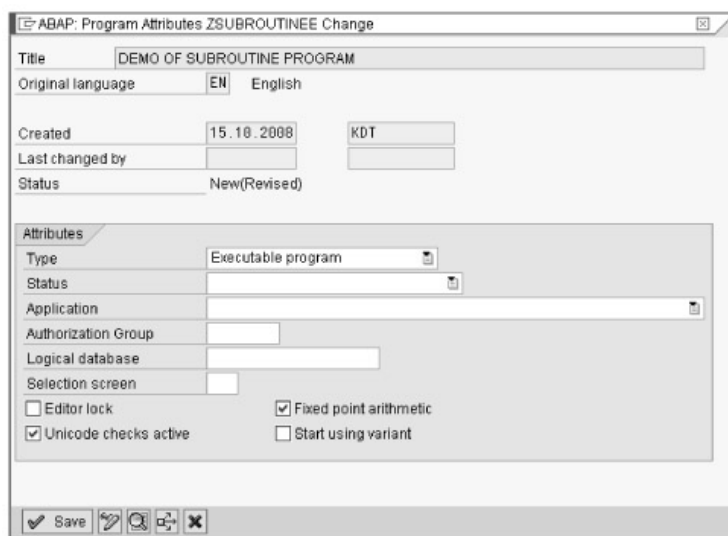 ABAP: Program Attributes ZSUBROUTINEE Change
Title DEMO OF SUBROUTINE PROGRAM
Original language EN English
Created 15.10.2008 KDT
Last changed by
Status New(Revised)
Attributes
Type Executable program
Status
Application
Authorization Group
Logical database
Selection screen
Editor lock Fixed point arithmetic
Unicode checks active Start using variant
Save